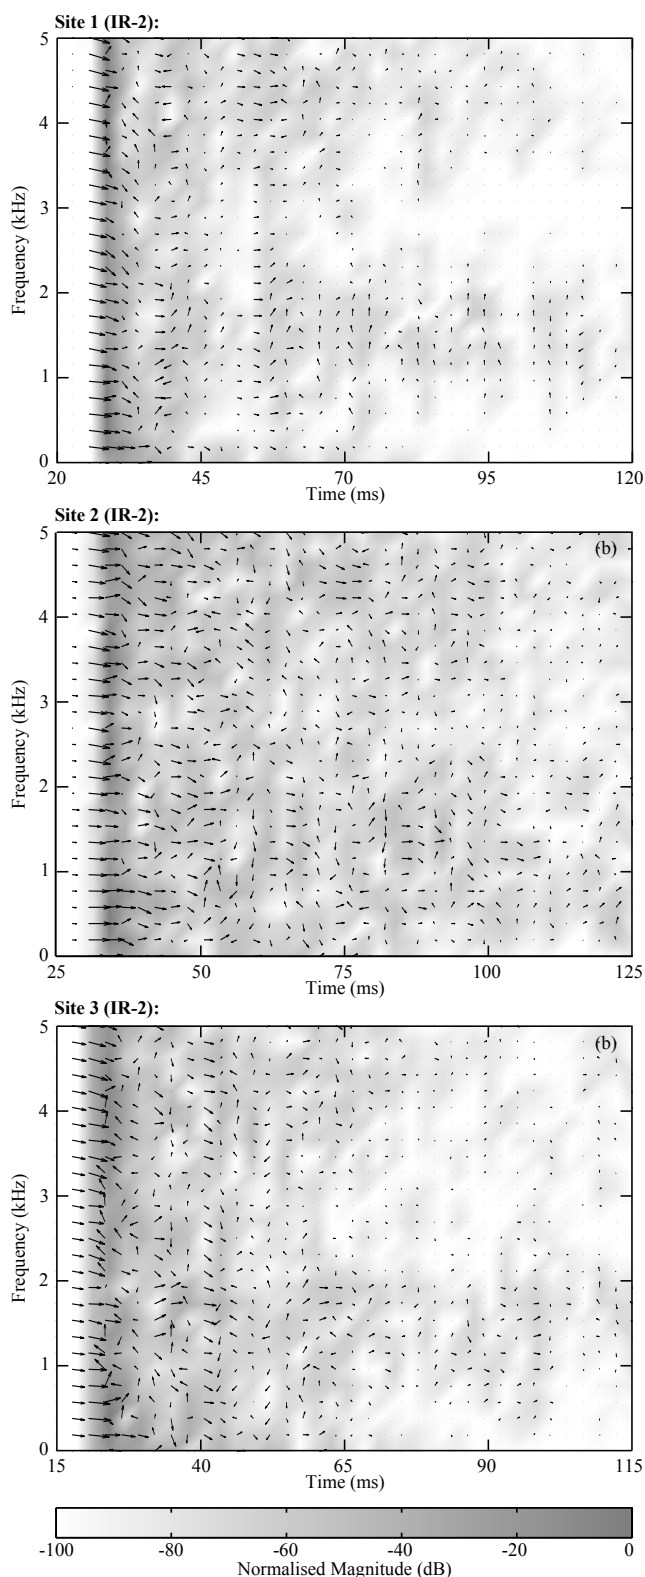 Site 1 (IR-2):
5
4
3
2
1
0
Frequency (kHz)
20 45 70 95 120
Time (ms)
Site 2 (IR-2):
(b)
5
4
3
2
1
0
Frequency (kHz)
25 50 75 100 125
Time (ms)
Site 3 (IR-2):
(b)
5
4
3
2
1
0
Frequency (kHz)
15 40 65 90 115
Time (ms)
-100 -80 -60 -40 -20 0
Normalised Magnitude (dB)